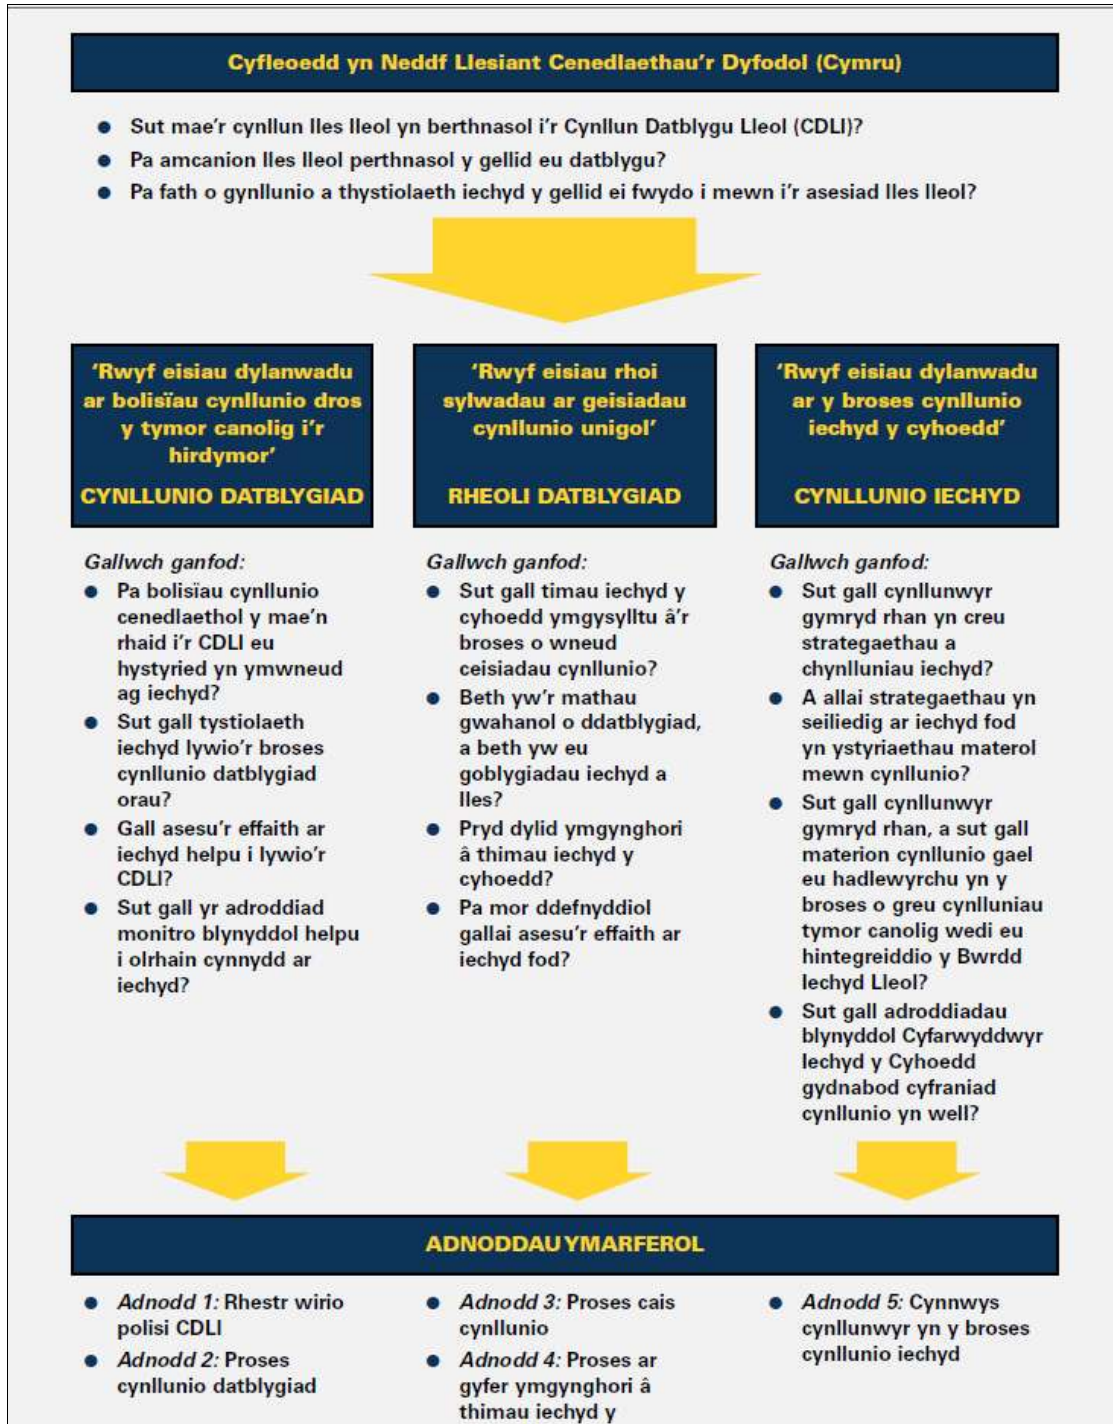 Cyfleoedd yn Neddf Llesiant Cenedlaethau'r Dyfodol (Cymru)
● Sut mae'r cynllun lles lleol yn berthnasol i'r Cynllun Datblygu Lleol (CDLl)?
● Pa amcanion lles lleol perthnasol y gellid eu datblygu?
● Pa fath o gynllunio a thystiolaeth iechyd y gellid ei fwydo i mewn i'r asesiad lles lleol?
'Rwyf eisiau dylanwadu
ar bolisïau cynllunio dros
y tymor canolig i'r
hirdymor'
CYNLLUNIO DATBLYGIAD
Gallwch ganfod:
● Pa bolisïau cynllunio
cenedlaethol y mae'n
rhaid i'r CDLl eu
hystyried yn ymwneud
ag iechyd?
● Sut gall tystiolaeth
iechyd lywio'r broses
cynllunio datblygiad
orau?
● Gall asesu'r effaith ar
iechyd helpu i lywio'r
CDLl?
● Sut gall yr adroddiad
monitro blynyddol helpu
i olrhain cynnydd ar
iechyd?
'Rwyf eisiau rhoi
sylwadau ar geisiadau
cynllunio unigol'
RHEOLI DATBLYGIAD
Gallwch ganfod:
● Sut gall timau iechyd y
cyhoedd ymgysylltu â'r
broses o wneud
ceisiadau cynllunio?
● Beth yw'r mathau
gwahanol o ddatblygiad,
a beth yw eu
goblygiadau iechyd a
lles?
● Pryd dylid ymgynghori
â thimau iechyd y
cyhoedd?
● Pa mor ddefnyddiol
gallai asesu'r effaith ar
iechyd fod?
'Rwyf eisiau dylanwadu
ar y broses cynllunio
iechyd y cyhoedd'
CYNLLUNIO IECHYD
Gallwch ganfod:
● Sut gall cynllunwyr
gymryd rhan yn creu
strategaethau a
chynlluniau iechyd?
● A allai strategaethau yn
seiliedig ar iechyd fod
yn ystyriaethau materol
mewn cynllunio?
● Sut gall cynllunwyr
gymryd rhan, a sut gall
materion cynllunio gael
eu hadlewyrchu yn y
broses o greu cynlluniau
tymor canolig wedi eu
hintegreiddio y Bwrdd
Iechyd Lleol?
● Sut gall adroddiadau
blynyddol Cyfarwyddwyr
Iechyd y Cyhoedd
gydnabod cyfraniad
cynllunio yn well?
ADNODDAU YMARFEROL
● Adnodd 1: Rhestr wirio
polisi CDLl
● Adnodd 2: Proses
cynllunio datblygiad
● Adnodd 3: Proses cais
cynllunio
● Adnodd 4: Proses ar
gyfer ymgynghori â
thimau iechyd y
● Adnodd 5: Cynnwys
cynllunwyr yn y broses
cynllunio iechyd